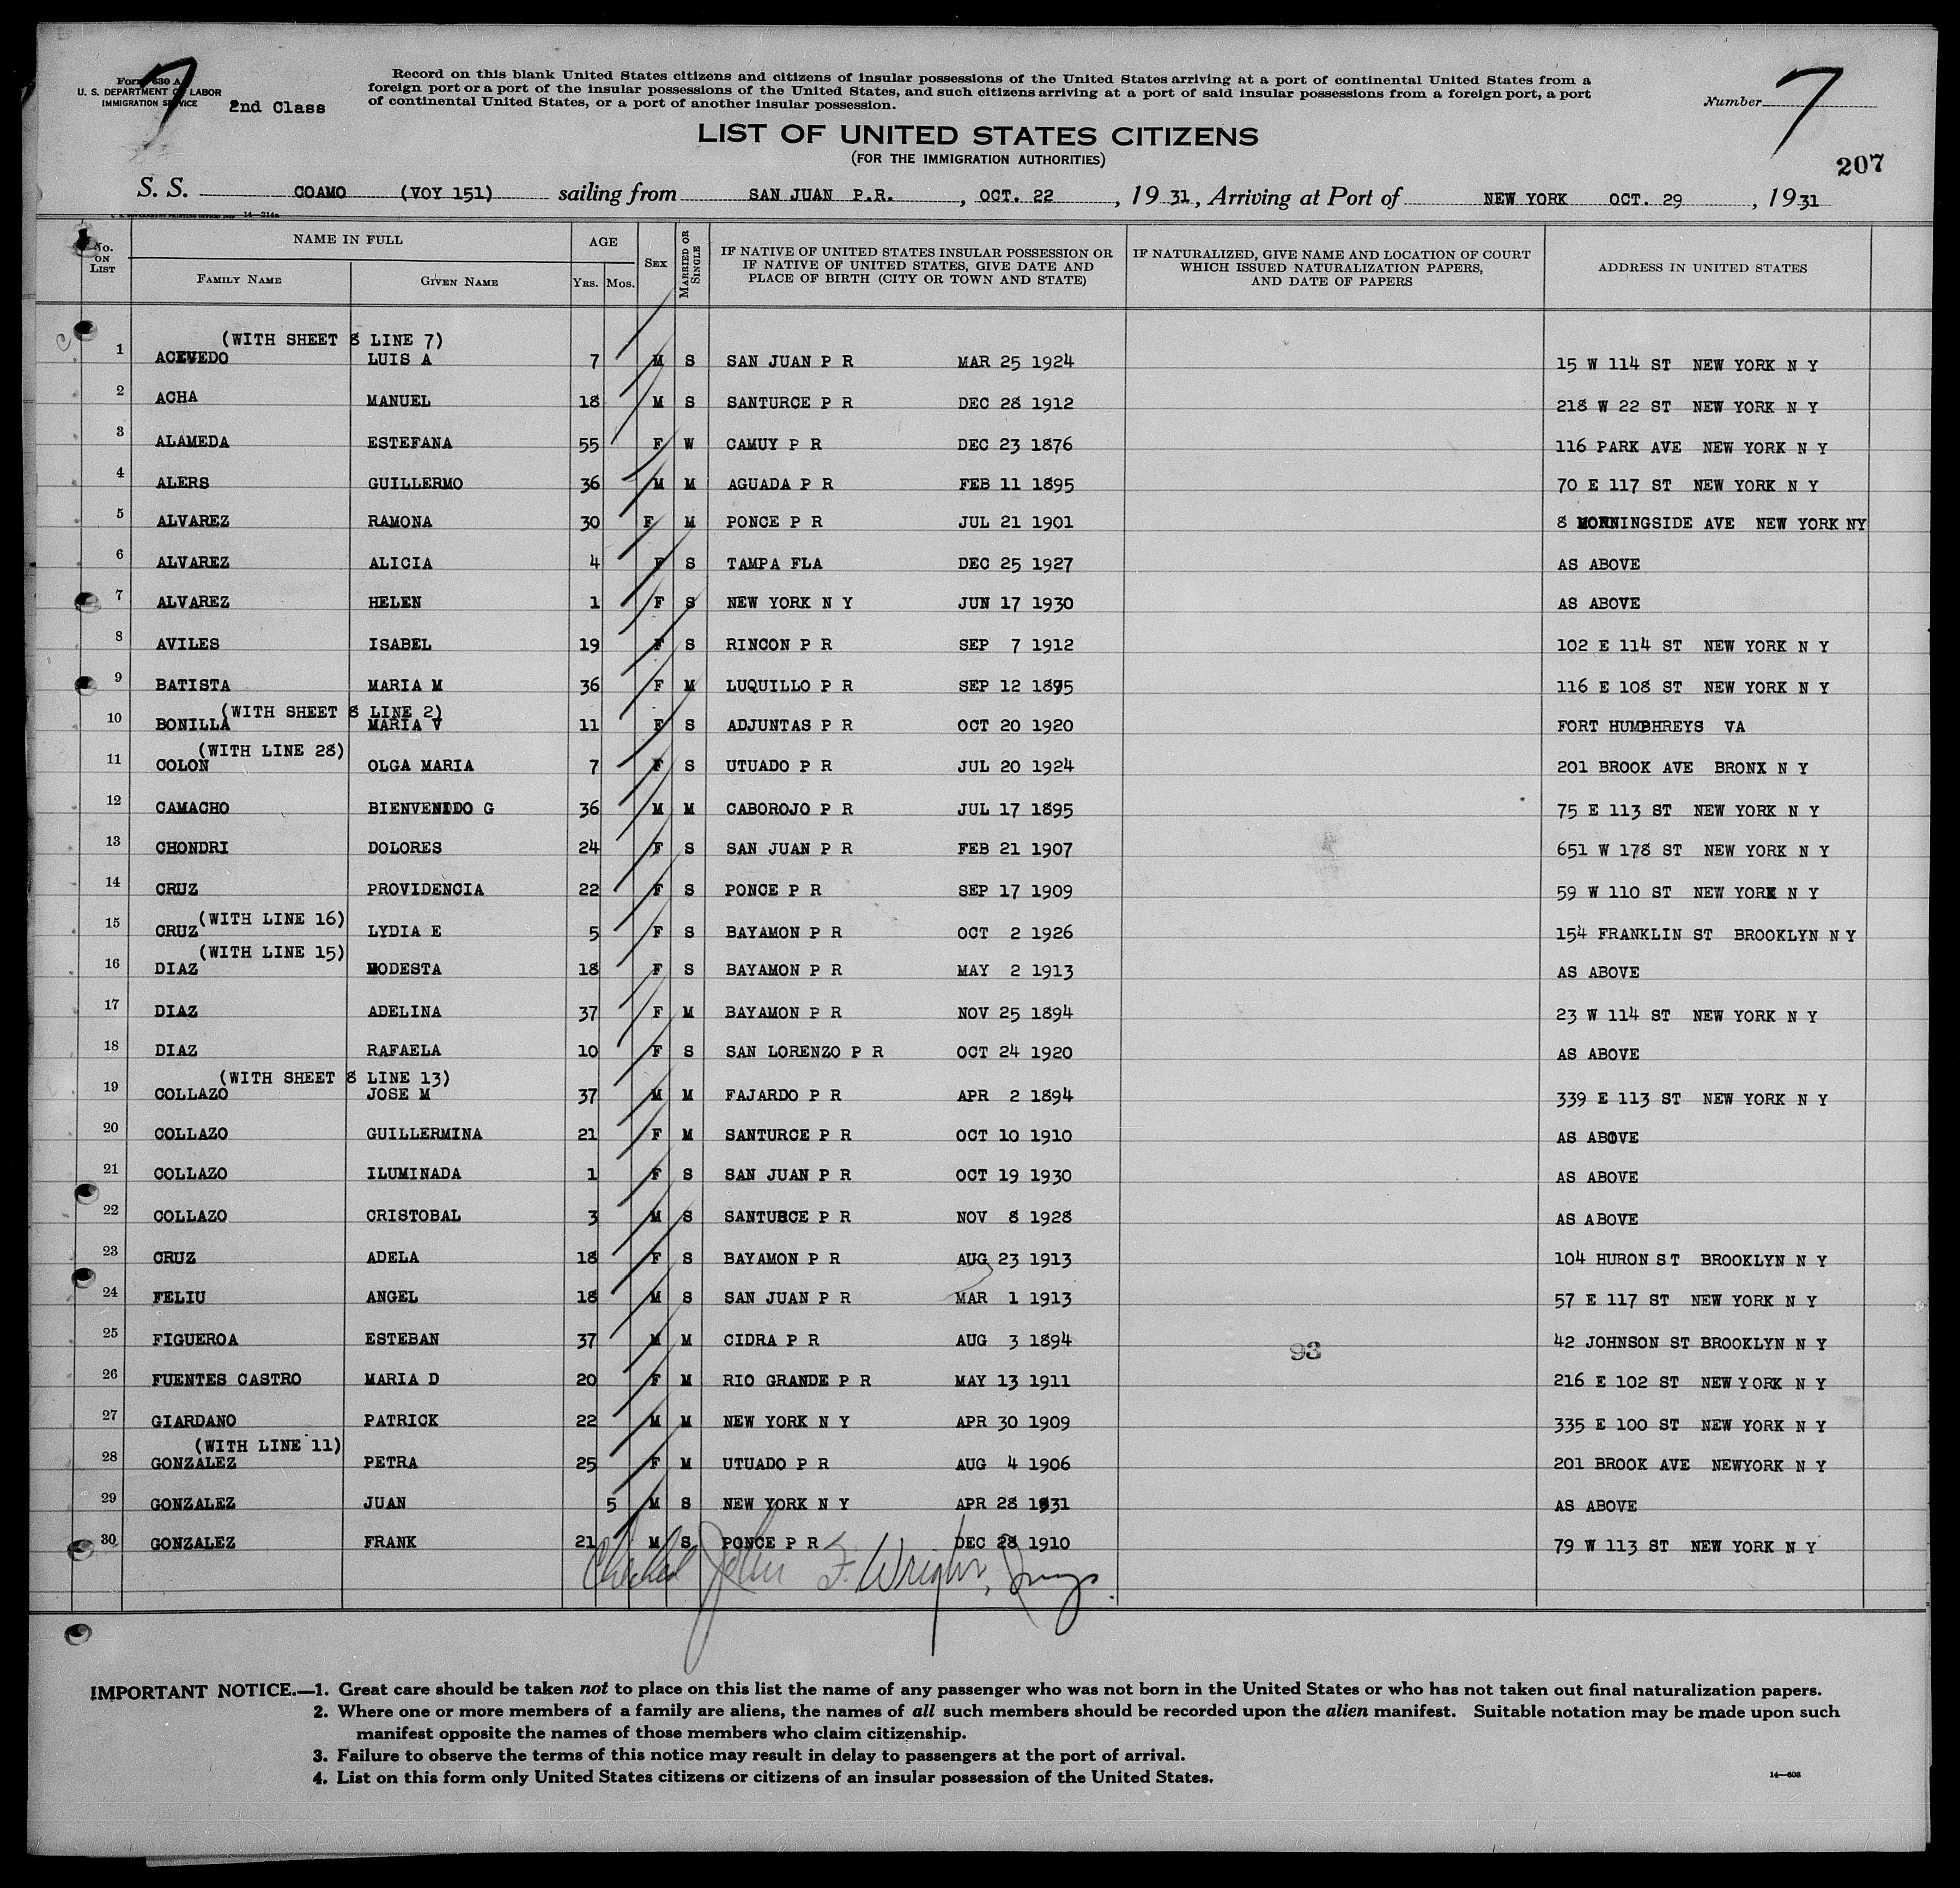 Form 630 A
U. S. DEPARTMENT OF LABOR
IMMIGRATION SERVICE
2nd Class
7
Record on this blank United States citizens and citizens of insular possessions of the United States arriving at a port of continental United States from a
foreign port or a port of the insular possessions of the United States, and such citizens arriving at a port of said insular possessions from a foreign port, a port
of continental United States, or a port of another insular possession.
Number 7
LIST OF UNITED STATES CITIZENS
(FOR THE IMMIGRATION AUTHORITIES)
207
S. S. COAMO (VOY 151) sailing from SAN JUAN P.R. , OCT. 22 , 19 31, Arriving at Port of NEW YORK OCT. 29 , 19 31
No. ON LIST | NAME IN FULL | FAMILY NAME | GIVEN NAME | AGE | YRS. | MOS. | SEX | MARRIED OR SINGLE | IF NATIVE OF UNITED STATES INSULAR POSSESSION OR IF NATIVE OF UNITED STATES, GIVE DATE AND PLACE OF BIRTH (CITY OR TOWN AND STATE) | IF NATURALIZED, GIVE NAME AND LOCATION OF COURT WHICH ISSUED NATURALIZATION PAPERS, AND DATE OF PAPERS | ADDRESS IN UNITED STATES
(WITH SHEET 8 LINE 7)
1 ACEVEDO LUIS A 7 M S SAN JUAN P R MAR 25 1924 15 W 114 ST NEW YORK N Y
2 ACHA MANUEL 18 M S SANTURCE P R DEC 28 1912 218 W 22 ST NEW YORK N Y
3 ALAMEDA ESTEFANA 55 F W CAMUY P R DEC 23 1876 116 PARK AVE NEW YORK N Y
4 ALERS GUILLERMO 36 M M AGUADA P R FEB 11 1895 70 E 117 ST NEW YORK N Y
5 ALVAREZ RAMONA 30 F M PONCE P R JUL 21 1901 8 MORNINGSIDE AVE NEW YORK NY
6 ALVAREZ ALICIA 4 F S TAMPA FLA DEC 25 1927 AS ABOVE
7 ALVAREZ HELEN 1 F S NEW YORK N Y JUN 17 1930 AS ABOVE
8 AVILES ISABEL 19 F S RINCON P R SEP 7 1912 102 E 114 ST NEW YORK N Y
9 BATISTA MARIA M 36 F M LUQUILLO P R SEP 12 1895 116 E 108 ST NEW YORK N Y
(WITH SHEET 8 LINE 2)
10 BONILLA MARIA V 11 F S ADJUNTAS P R OCT 20 1920 FORT HUMBHREYS VA
(WITH LINE 28)
11 COLON OLGA MARIA 7 F S UTUADO P R JUL 20 1924 201 BROOK AVE BRONX N Y
12 CAMACHO BIENVENIDO G 36 M M CABOROJO P R JUL 17 1895 75 E 113 ST NEW YORK N Y
13 CHONDRI DOLORES 24 F S SAN JUAN P R FEB 21 1907 651 W 178 ST NEW YORK N Y
14 CRUZ PROVIDENCIA 22 F S PONCE P R SEP 17 1909 59 W 110 ST NEW YORK N Y
(WITH LINE 16)
15 CRUZ LYDIA E 5 F S BAYAMON P R OCT 2 1926 154 FRANKLIN ST BROOKLYN N Y
(WITH LINE 15)
16 DIAZ MODESTA 18 F S BAYAMON P R MAY 2 1913 AS ABOVE
17 DIAZ ADELINA 37 F M BAYAMON P R NOV 25 1894 23 W 114 ST NEW YORK N Y
18 DIAZ RAFAELA 10 F S SAN LORENZO P R OCT 24 1920 AS ABOVE
(WITH SHEET 8 LINE 13)
19 COLLAZO JOSE M 37 M M FAJARDO P R APR 2 1894 339 E 113 ST NEW YORK N Y
20 COLLAZO GUILLERMINA 21 F M SANTURCE P R OCT 10 1910 AS ABOVE
21 COLLAZO ILUMINADA 1 F S SAN JUAN P R OCT 19 1930 AS ABOVE
22 COLLAZO CRISTOBAL 3 M S SANTURCE P R NOV 8 1928 AS ABOVE
23 CRUZ ADELA 18 F S BAYAMON P R AUG 23 1913 104 HURON ST BROOKLYN N Y
24 FELIU ANGEL 18 M S SAN JUAN P R MAR 1 1913 57 E 117 ST NEW YORK N Y
25 FIGUEROA ESTEBAN 37 M M CIDRA P R AUG 3 1894 42 JOHNSON ST BROOKLYN N Y
93
26 FUENTES CASTRO MARIA D 20 F M RIO GRANDE P R MAY 13 1911 216 E 102 ST NEW YORK N Y
27 GIARDANO PATRICK 22 M M NEW YORK N Y APR 30 1909 335 E 100 ST NEW YORK N Y
(WITH LINE 11)
28 GONZALEZ PETRA 25 F M UTUADO P R AUG 4 1906 201 BROOK AVE NEWYORK N Y
29 GONZALEZ JUAN 5 M S NEW YORK N Y APR 28 1931 AS ABOVE
30 GONZALEZ FRANK 21 M S PONCE P R DEC 28 1910 79 W 113 ST NEW YORK N Y
Checked John F. Wright,
IMPORTANT NOTICE.—1. Great care should be taken not to place on this list the name of any passenger who was not born in the United States or who has not taken out final naturalization papers.
2. Where one or more members of a family are aliens, the names of all such members should be recorded upon the alien manifest. Suitable notation may be made upon such
manifest opposite the names of those members who claim citizenship.
3. Failure to observe the terms of this notice may result in delay to passengers at the port of arrival.
4. List on this form only United States citizens or citizens of an insular possession of the United States.
14—608